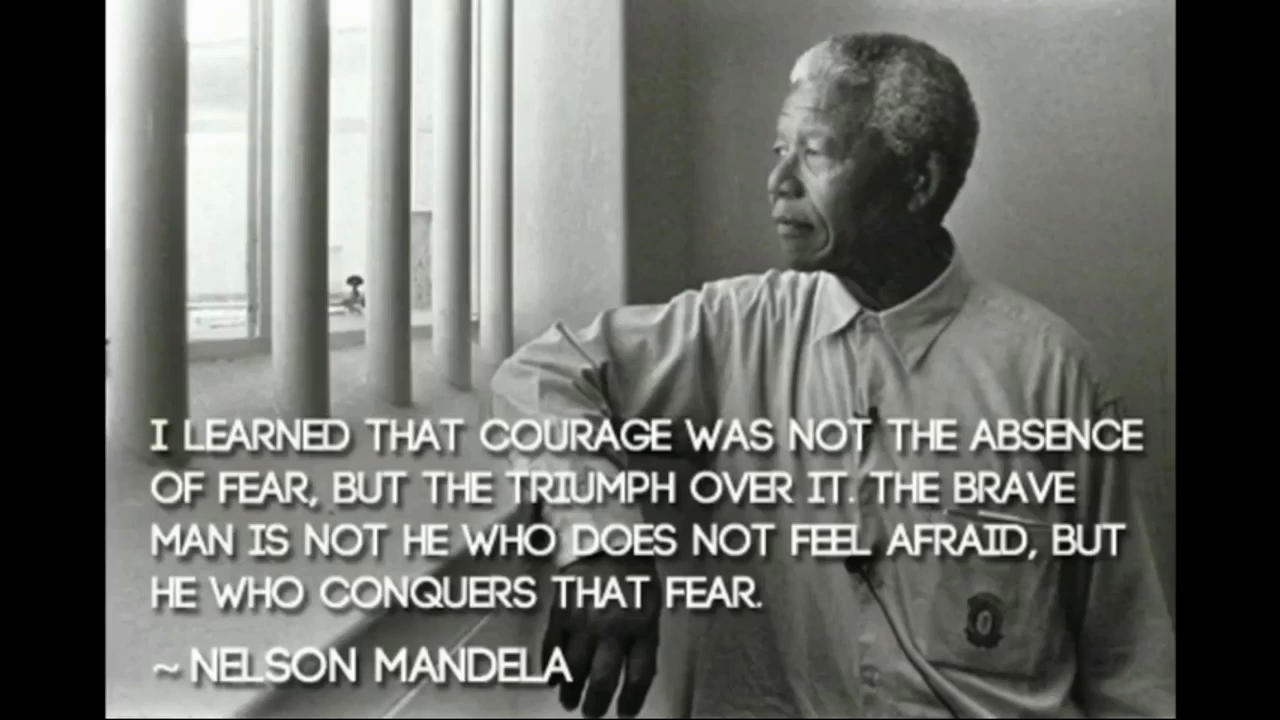 I LEARNED THAT COURAGE WAS NOT THE ABSENCE
OF FEAR, BUT THE TRIUMPH OVER IT. THE BRAVE
MAN IS NOT HE WHO DOES NOT FEEL AFRAID, BUT
HE WHO CONQUERS THAT FEAR.
~ NELSON MANDELA